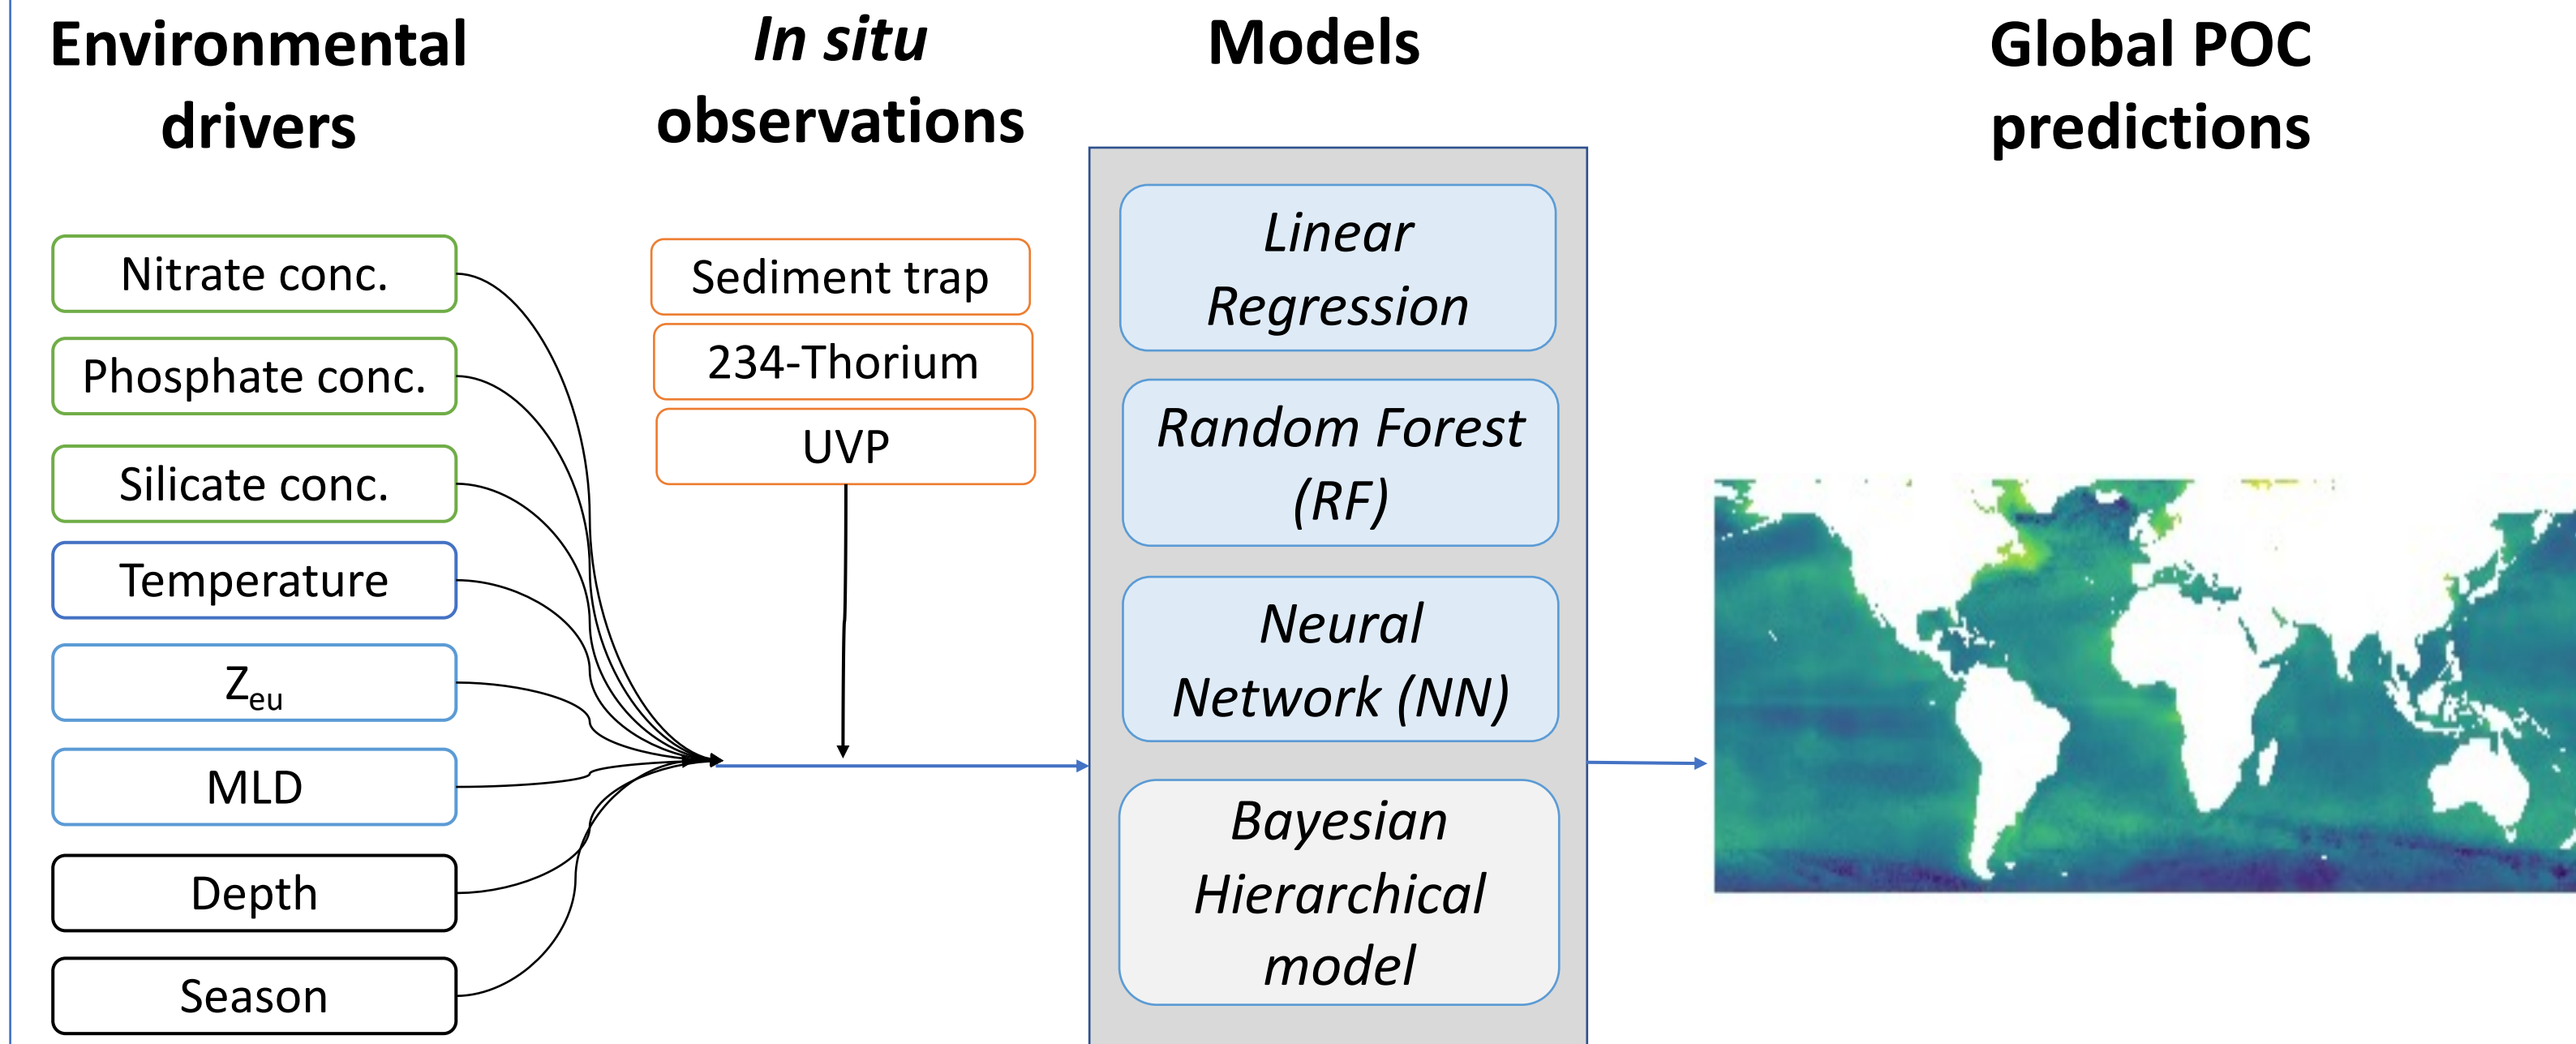 Environmental
drivers
In situ
observations
Models
Global POC
predictions
Nitrate conc.
Phosphate conc.
Silicate conc.
Temperature
Zeu
MLD
Depth
Season
Sediment trap
234-Thorium
UVP
Linear
Regression
Random Forest
(RF)
Neural
Network (NN)
Bayesian
Hierarchical
model